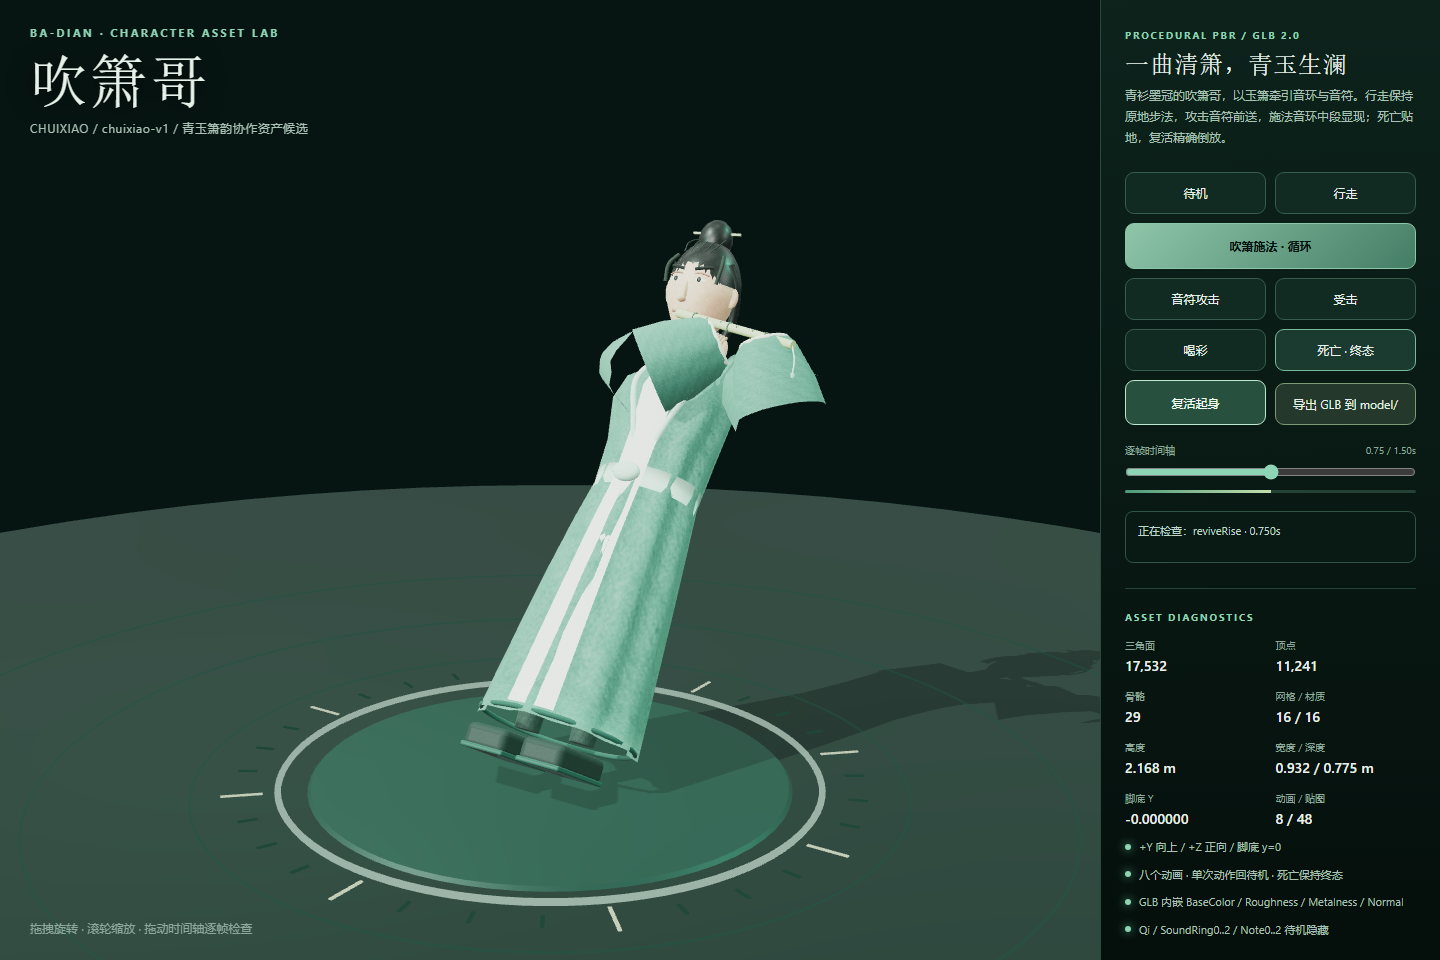 BA-DIAN · CHARACTER ASSET LAB
吹箫哥
CHUIXIAO / chuixiao-v1 / 青玉箫韵协作资产候选
拖拽旋转 · 滚轮缩放 · 拖动时间轴逐帧检查
PROCEDURAL PBR / GLB 2.0
一曲清箫，青玉生澜
青衫墨冠的吹箫哥，以玉箫牵引音环与音符。行走保持
原地步法，攻击音符前送，施法音环中段显现；死亡贴
地，复活精确倒放。
待机
行走
吹箫施法 · 循环
音符攻击
受击
喝彩
死亡 · 终态
复活起身
导出 GLB 到 model/
逐帧时间轴
0.75 / 1.50s
正在检查：reviveRise · 0.750s
ASSET DIAGNOSTICS
三角面
顶点
17,532
11,241
骨骼
网格 / 材质
29
16 / 16
高度
宽度 / 深度
2.168 m
0.932 / 0.775 m
脚底 Y
动画 / 贴图
-0.000000
8 / 48
+Y 向上 / +Z 正向 / 脚底 y=0
八个动画 · 单次动作回待机 · 死亡保持终态
GLB 内嵌 BaseColor / Roughness / Metalness / Normal
Qi / SoundRing0..2 / Note0..2 待机隐藏